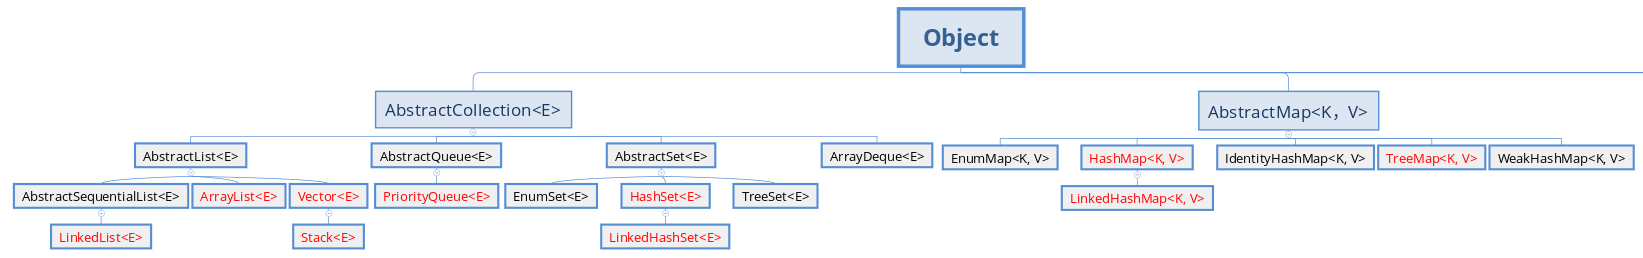 Object
AbstractCollection<E>
AbstractMap<K，V>
AbstractList<E>
AbstractQueue<E>
AbstractSet<E>
ArrayDeque<E>
EnumMap<K, V>
HashMap<K, V>
IdentityHashMap<K, V>
TreeMap<K, V>
WeakHashMap<K, V>
AbstractSequentialList<E>
ArrayList<E>
Vector<E>
PriorityQueue<E>
EnumSet<E>
HashSet<E>
TreeSet<E>
LinkedHashMap<K, V>
LinkedList<E>
Stack<E>
LinkedHashSet<E>